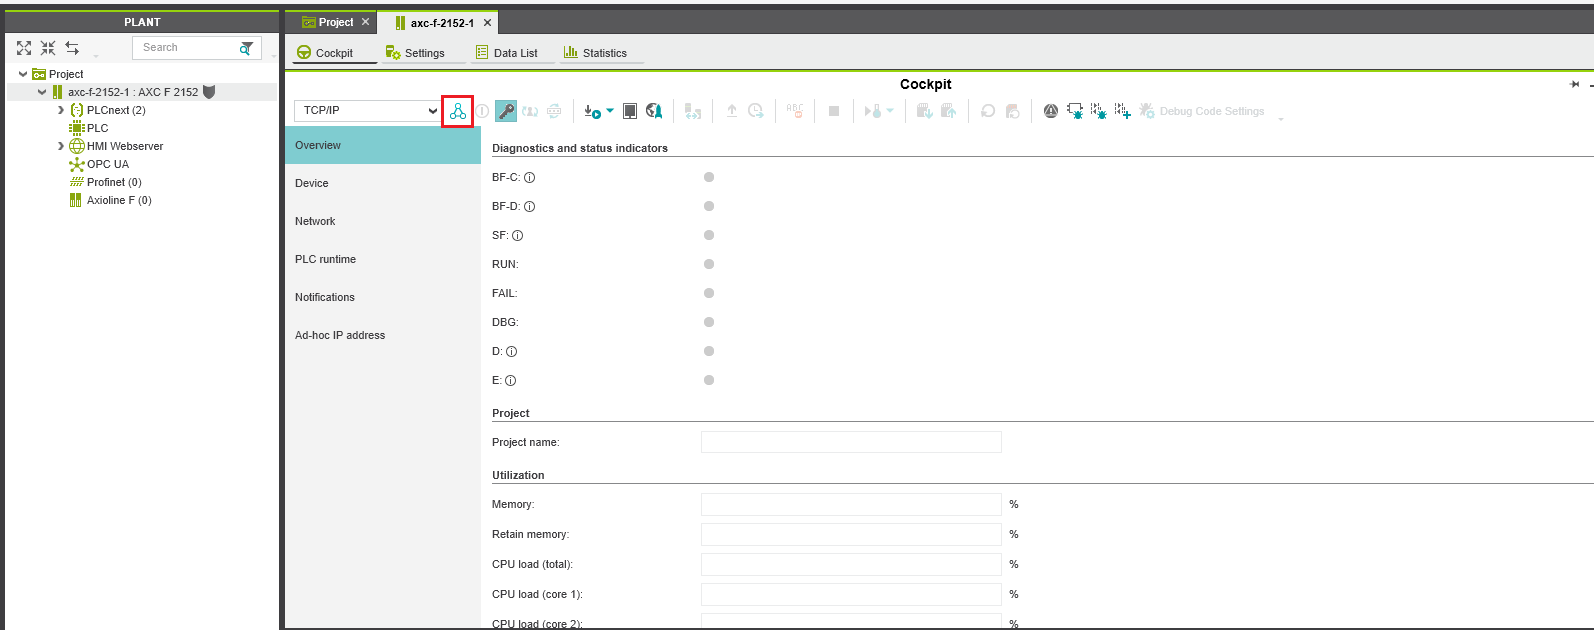 PLANT
Project
axc-f-2152-1
Search
Cockpit
Settings
Data List
Statistics
Project
axc-f-2152-1 : AXC F 2152
PLCnext (2)
PLC
HMI Webserver
OPC UA
Profinet (0)
Axioline F (0)
Cockpit
TCP/IP
ABC
Debug Code Settings
Overview
Device
Network
PLC runtime
Notifications
Ad-hoc IP address
Diagnostics and status indicators
BF-C:
BF-D:
SF:
RUN:
FAIL:
DBG:
D:
E:
Project
Project name:
Utilization
Memory: %
Retain memory: %
CPU load (total): %
CPU load (core 1): %
CPU load (core 2): %